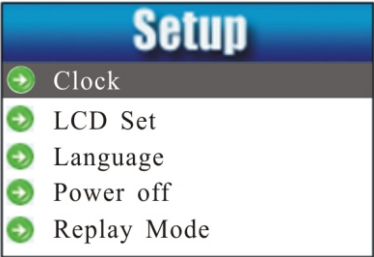 Setup
Clock
LCD Set
Language
Power off
Replay Mode